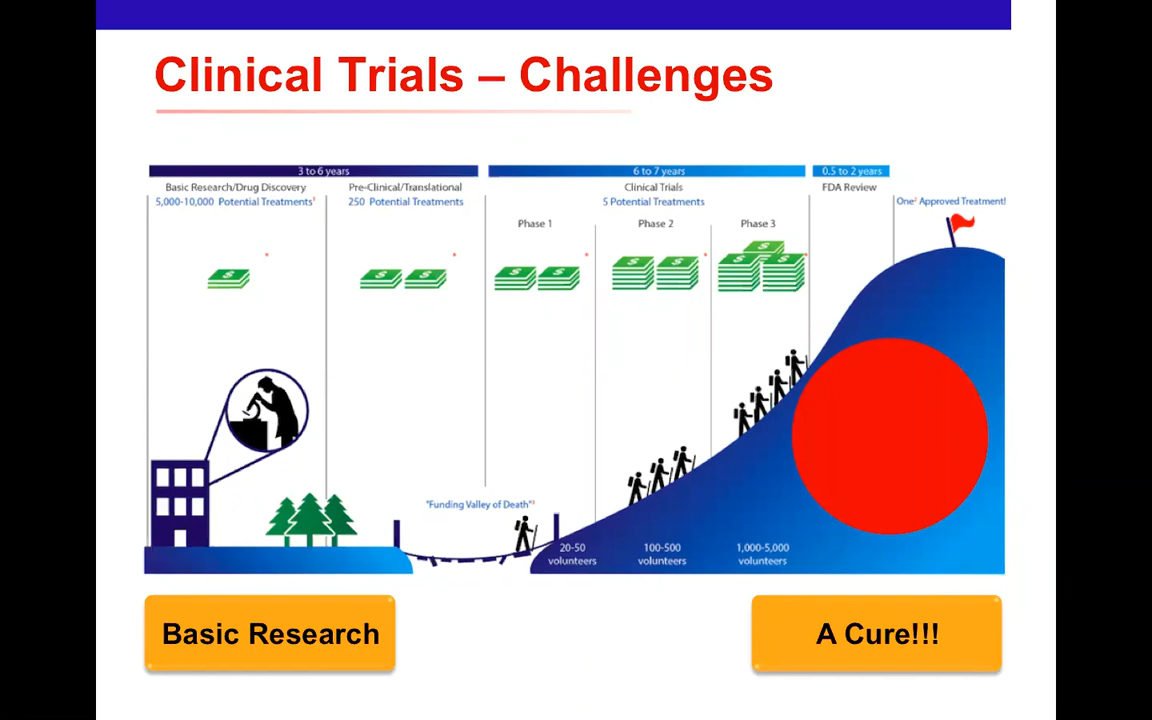 Clinical Trials – Challenges
3 to 6 years
6 to 7 years
0.5 to 2 years
Basic Research/Drug Discovery
Pre-Clinical/Translational
Clinical Trials
FDA Review
5,000-10,000 Potential Treatments¹
250 Potential Treatments
5 Potential Treatments
One² Approved Treatment!
Phase 1
Phase 2
Phase 3
$
$ $
$ $
$ $
$ $ $
"Funding Valley of Death"³
20-50
volunteers
100-500
volunteers
1,000-5,000
volunteers
Basic Research
A Cure!!!